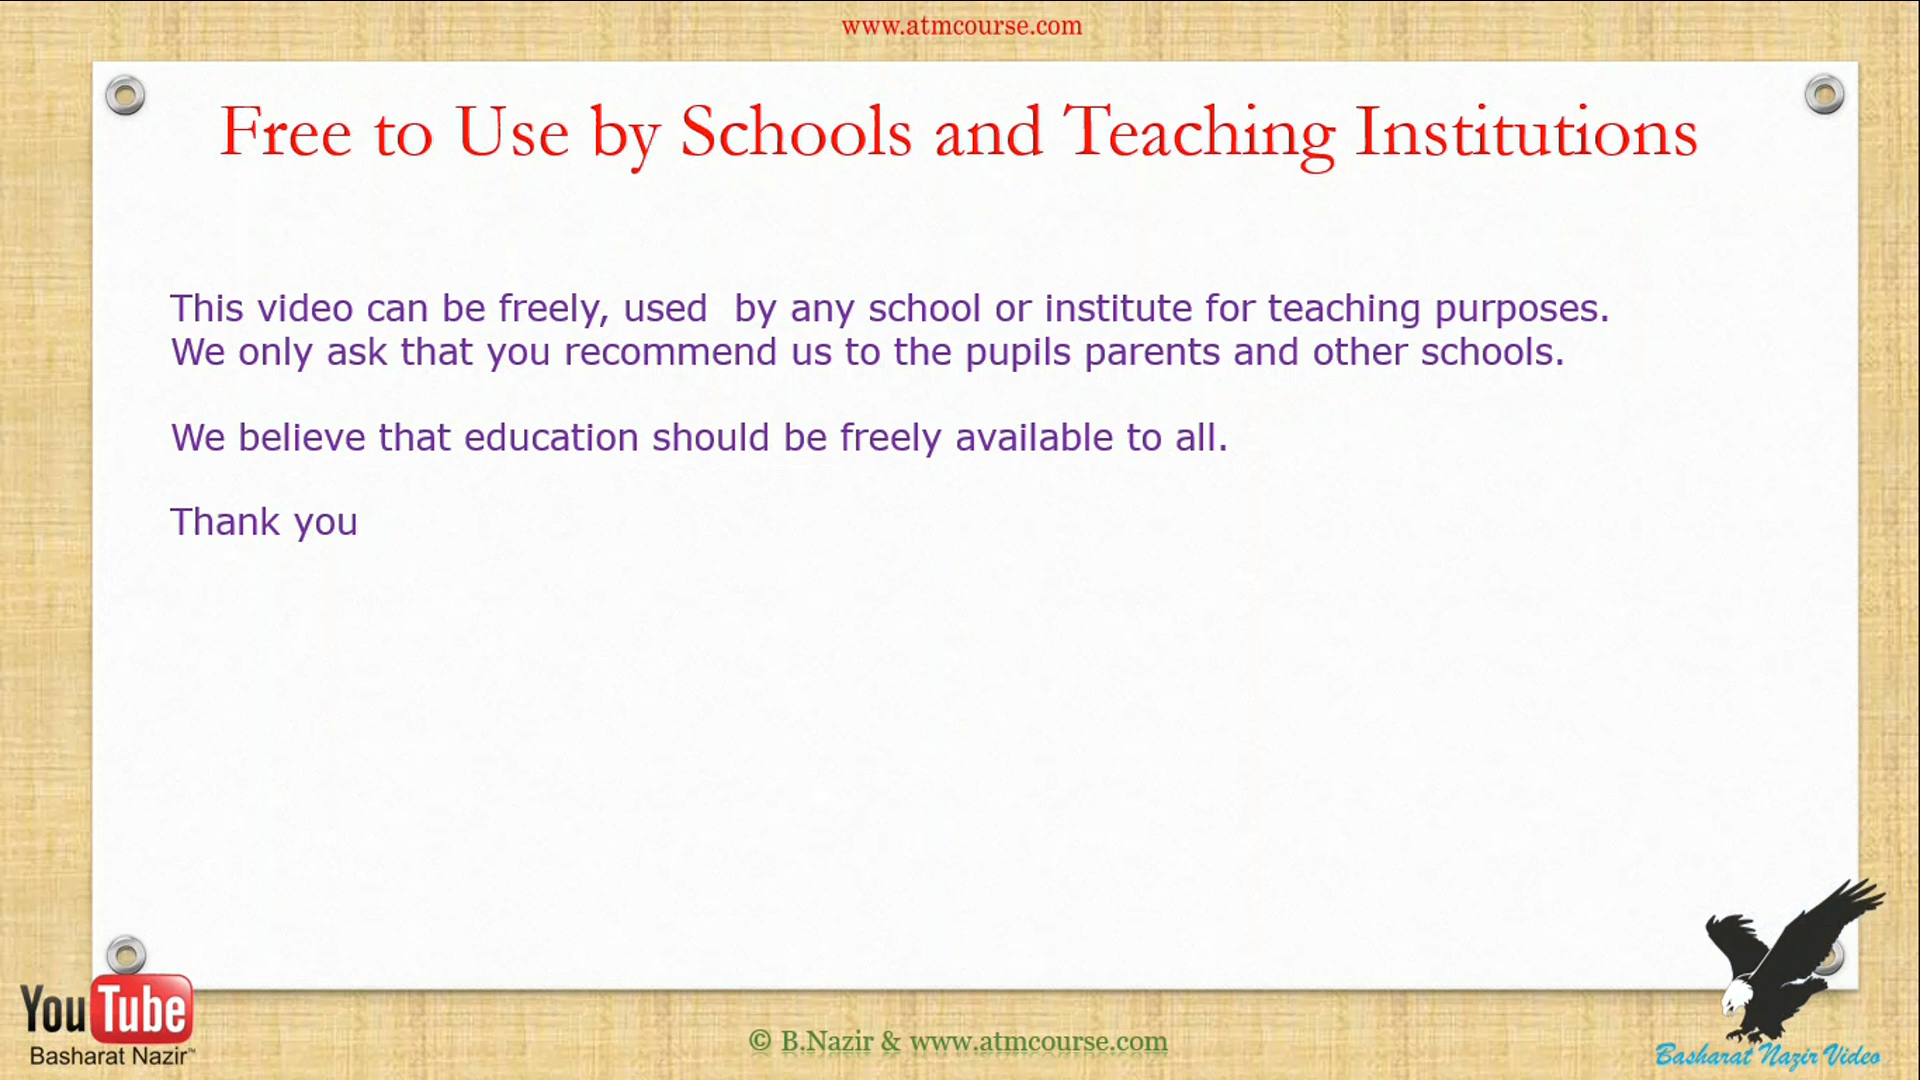 www.atmcourse.com
Free to Use by Schools and Teaching Institutions
This video can be freely, used  by any school or institute for teaching purposes.
We only ask that you recommend us to the pupils parents and other schools.
We believe that education should be freely available to all.
Thank you
YouTube
Basharat Nazir™
© B.Nazir & www.atmcourse.com
Basharat Nazir Video